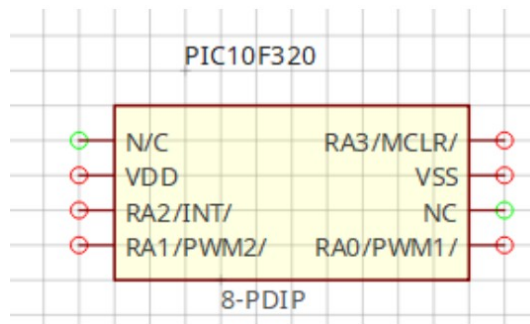 PIC10F320
N/C RA3/MCLR/
VDD VSS
RA2/INT/ NC
RA1/PWM2/ RA0/PWM1/
8-PDIP